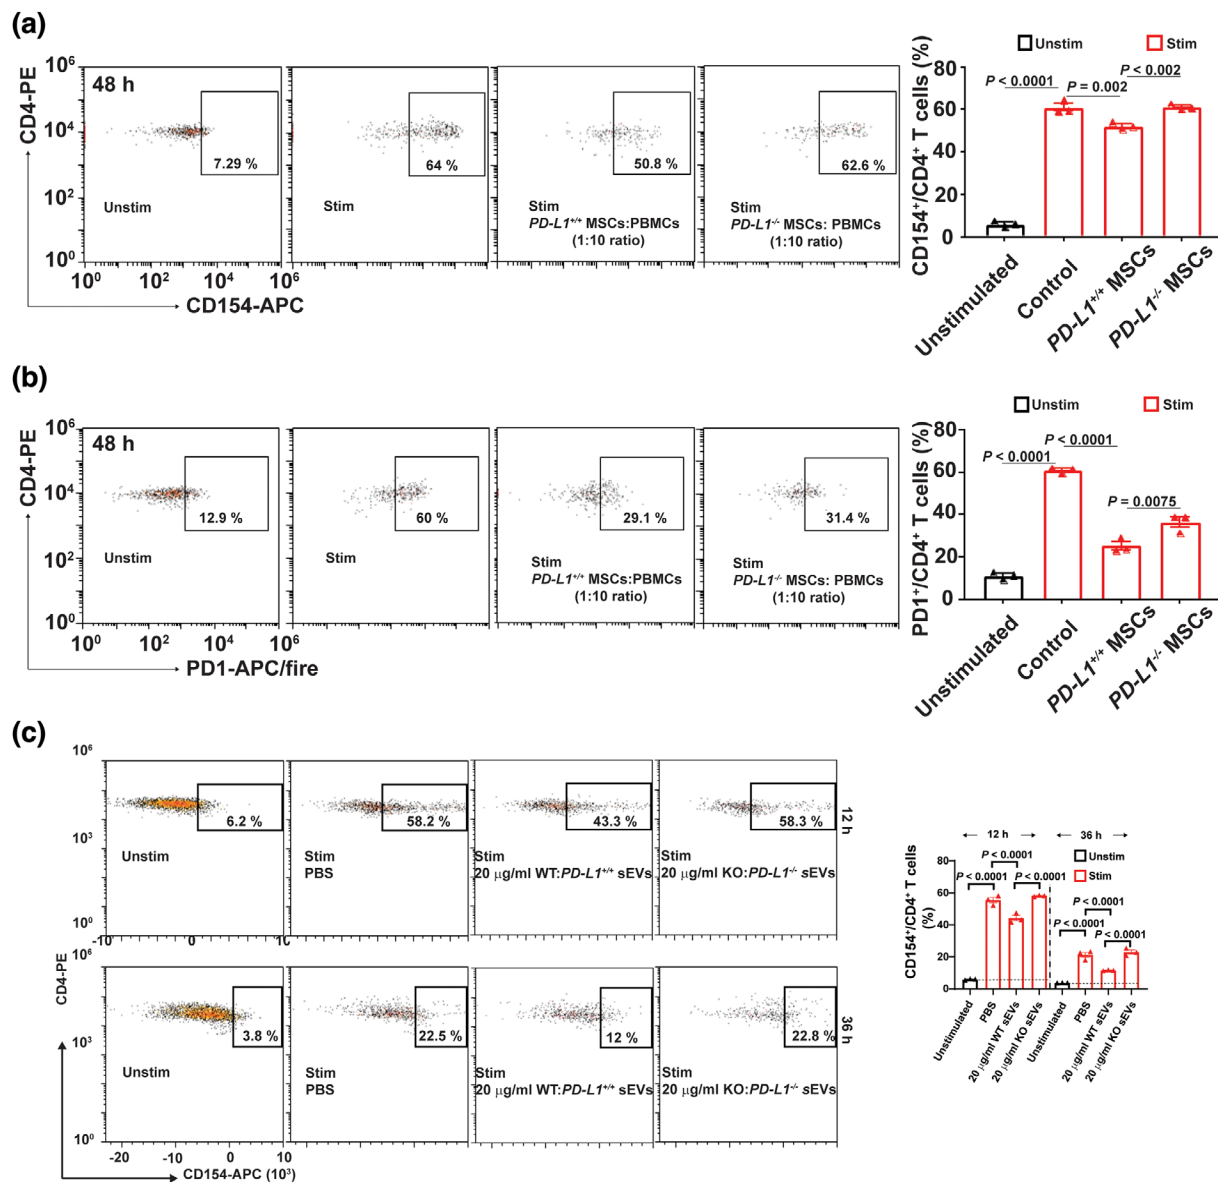 (a)
48 h
CD4-PE
10⁶
10⁴
10²
10⁰
7.29 %
Unstim
64 %
Stim
50.8 %
Stim
PD-L1⁺/⁺ MSCs:PBMCs
(1:10 ratio)
62.6 %
Stim
PD-L1⁻/⁻ MSCs: PBMCs
(1:10 ratio)
10⁰ 10² 10⁴ 10⁶
CD154-APC
Unstim Stim
P < 0.0001
P = 0.002
P < 0.002
CD154⁺/CD4⁺ T cells (%)
80
60
40
20
0
Unstimulated
Control
PD-L1⁺/⁺ MSCs
PD-L1⁻/⁻ MSCs
(b)
48 h
CD4-PE
10⁶
10⁴
10²
10⁰
12.9 %
Unstim
60 %
Stim
29.1 %
Stim
PD-L1⁺/⁺ MSCs:PBMCs
(1:10 ratio)
31.4 %
Stim
PD-L1⁻/⁻ MSCs: PBMCs
(1:10 ratio)
10⁰ 10² 10⁴ 10⁶
PD1-APC/fire
Unstim Stim
P < 0.0001
P < 0.0001
P = 0.0075
PD1⁺/CD4⁺ T cells (%)
80
60
40
20
0
Unstimulated
Control
PD-L1⁺/⁺ MSCs
PD-L1⁻/⁻ MSCs
(c)
10⁶
10³
10⁰
6.2 %
Unstim
58.2 %
Stim
PBS
43.3 %
Stim
20 µg/ml WT:PD-L1⁺/⁺ sEVs
58.3 %
Stim
20 µg/ml KO:PD-L1⁻/⁻ sEVs
12 h
-10 0
10⁶
10³
10⁰
CD4-PE
3.8 %
Unstim
22.5 %
Stim
PBS
12 %
Stim
20 µg/ml WT:PD-L1⁺/⁺ sEVs
22.8 %
Stim
20 µg/ml KO:PD-L1⁻/⁻ sEVs
36 h
-20 -10 0 10
CD154-APC (10³)
12 h 36 h
Unstim
Stim
P < 0.0001
P < 0.0001
P < 0.0001
P < 0.0001
P < 0.0001
P < 0.0001
CD154⁺/CD4⁺ T cells
(%)
80
60
40
20
0
Unstimulated
PBS
20 µg/ml WT sEVs
20 µg/ml KO sEVs
Unstimulated
PBS
20 µg/ml WT sEVs
20 µg/ml KO sEVs